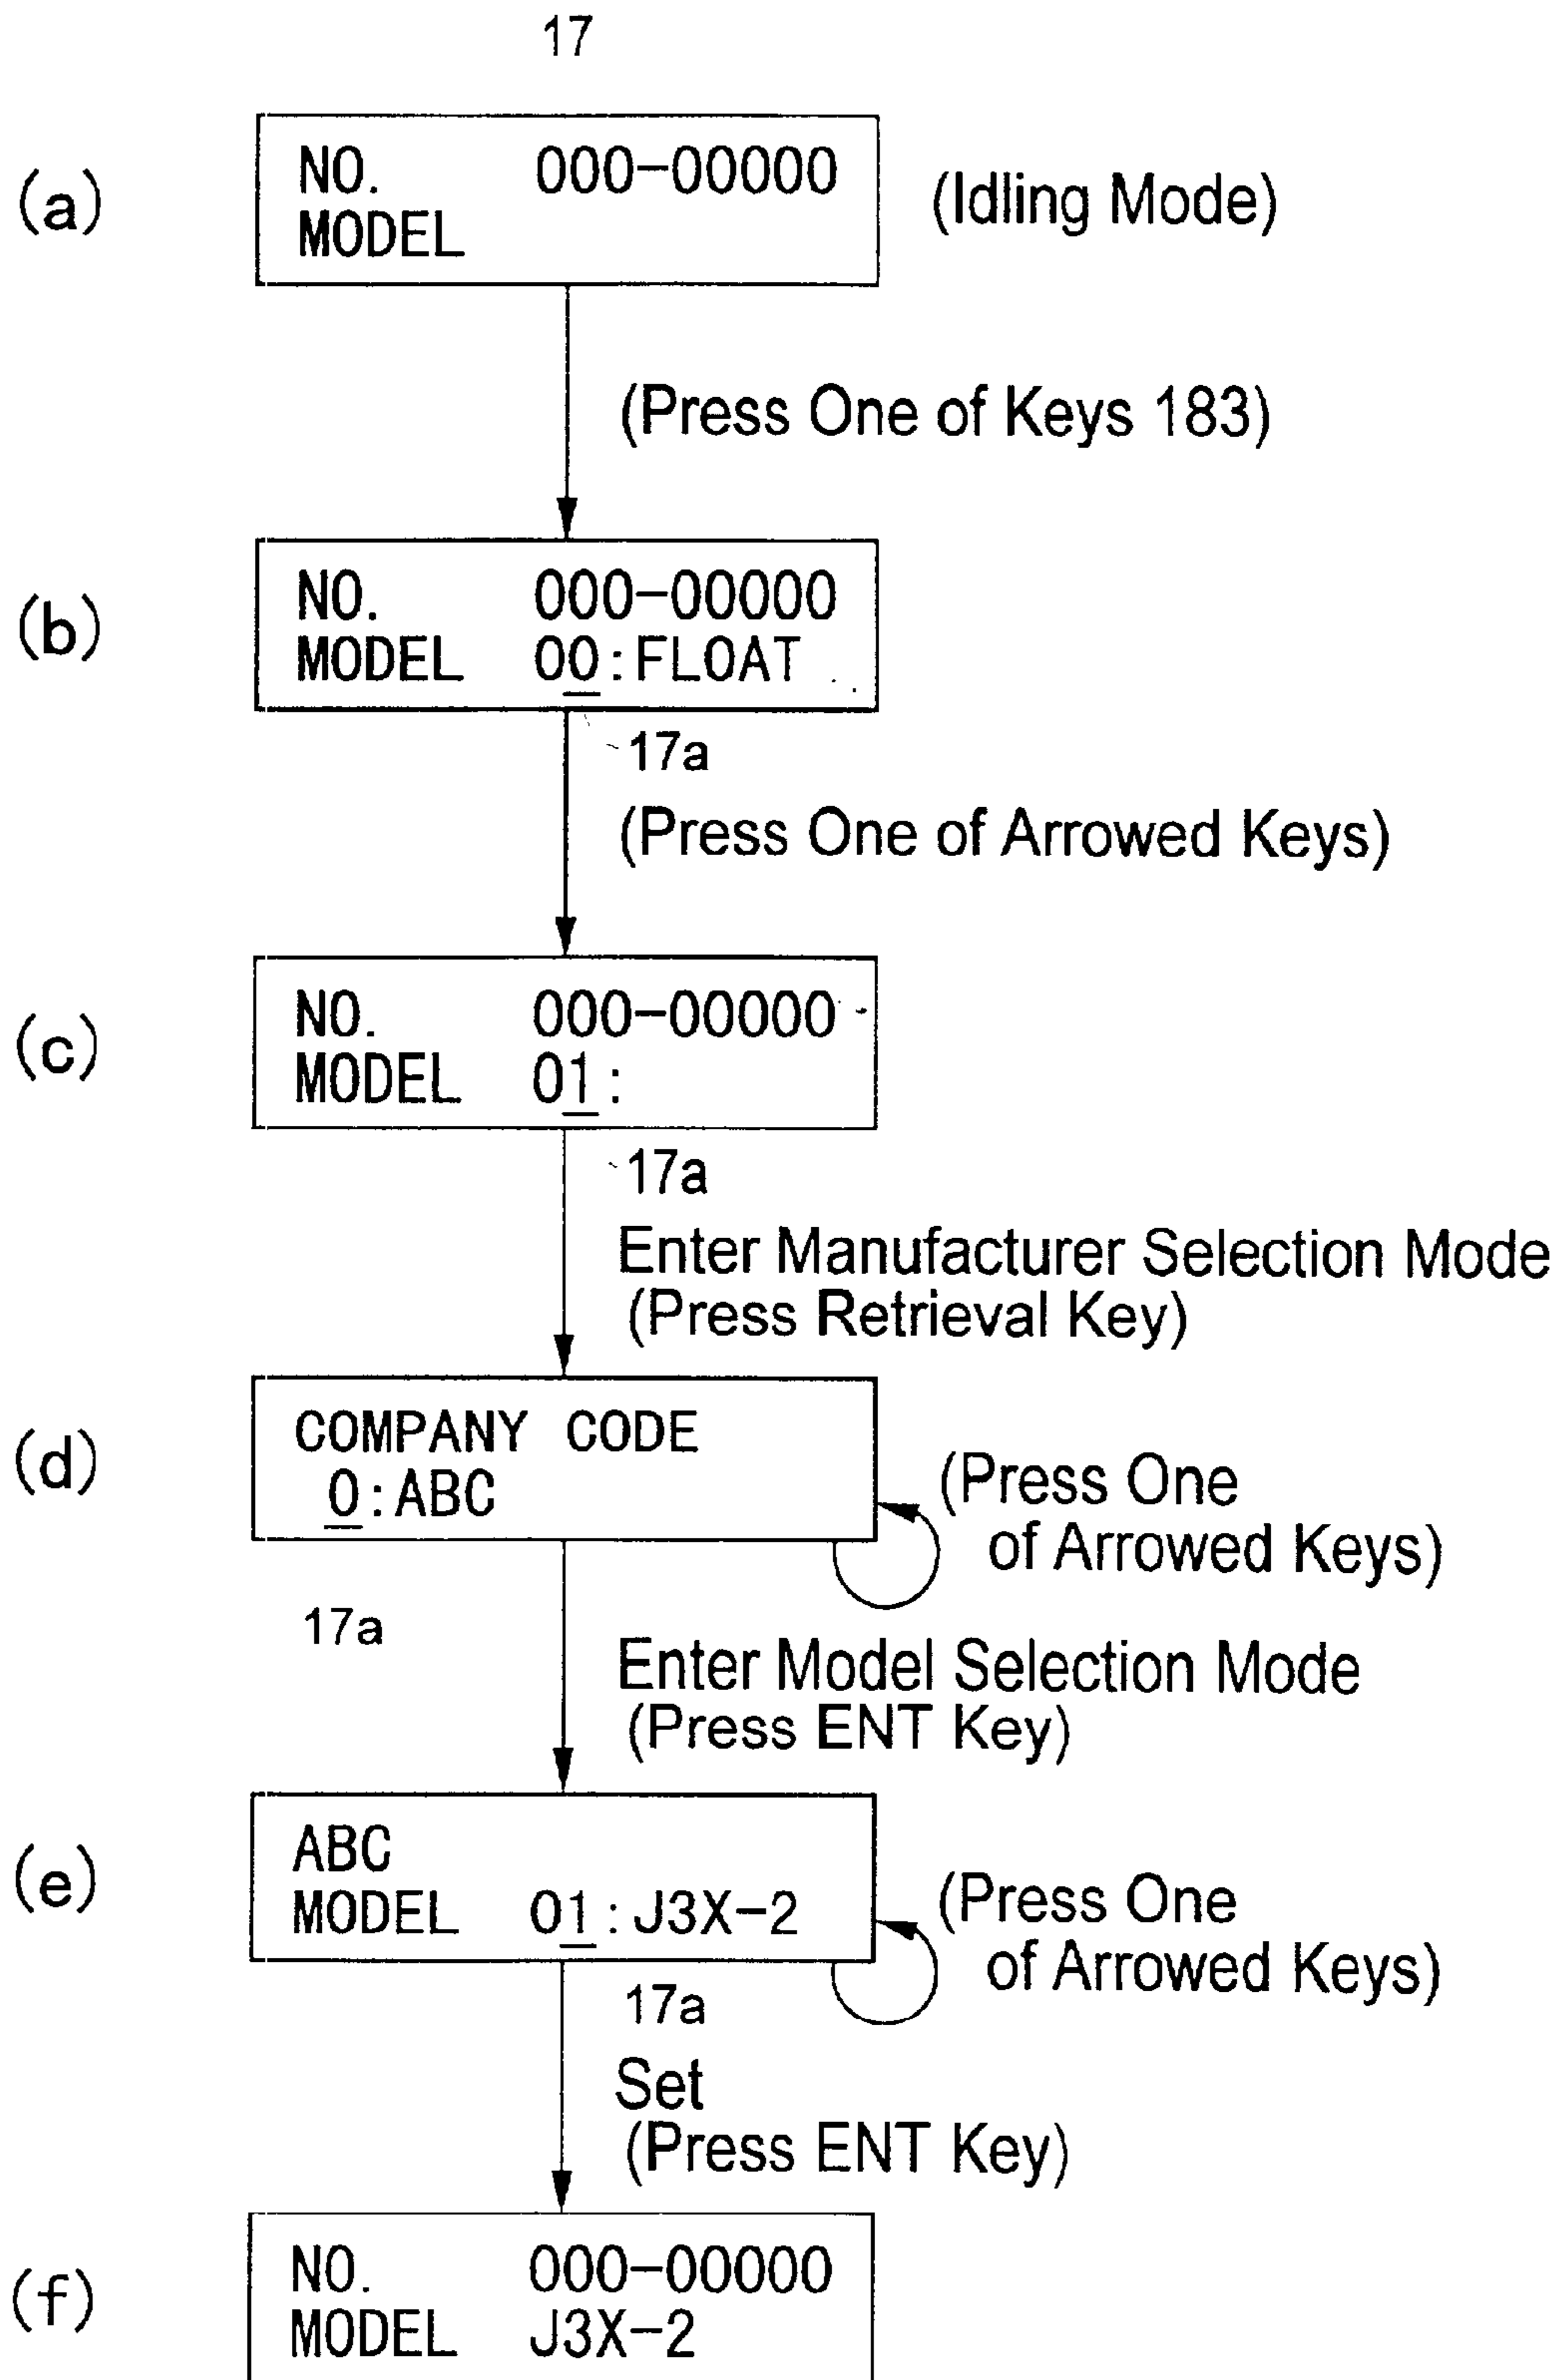 17
(a)
NO. 000-00000
MODEL
(Idling Mode)
(Press One of Keys 183)
(b)
NO. 000-00000
MODEL 00:FLOAT
17a
(Press One of Arrowed Keys)
(c)
NO. 000-00000
MODEL 01:
17a
Enter Manufacturer Selection Mode
(Press Retrieval Key)
(d)
COMPANY CODE
0:ABC
(Press One
of Arrowed Keys)
17a
Enter Model Selection Mode
(Press ENT Key)
(e)
ABC
MODEL 01:J3X-2
(Press One
of Arrowed Keys)
17a
Set
(Press ENT Key)
(f)
NO. 000-00000
MODEL J3X-2